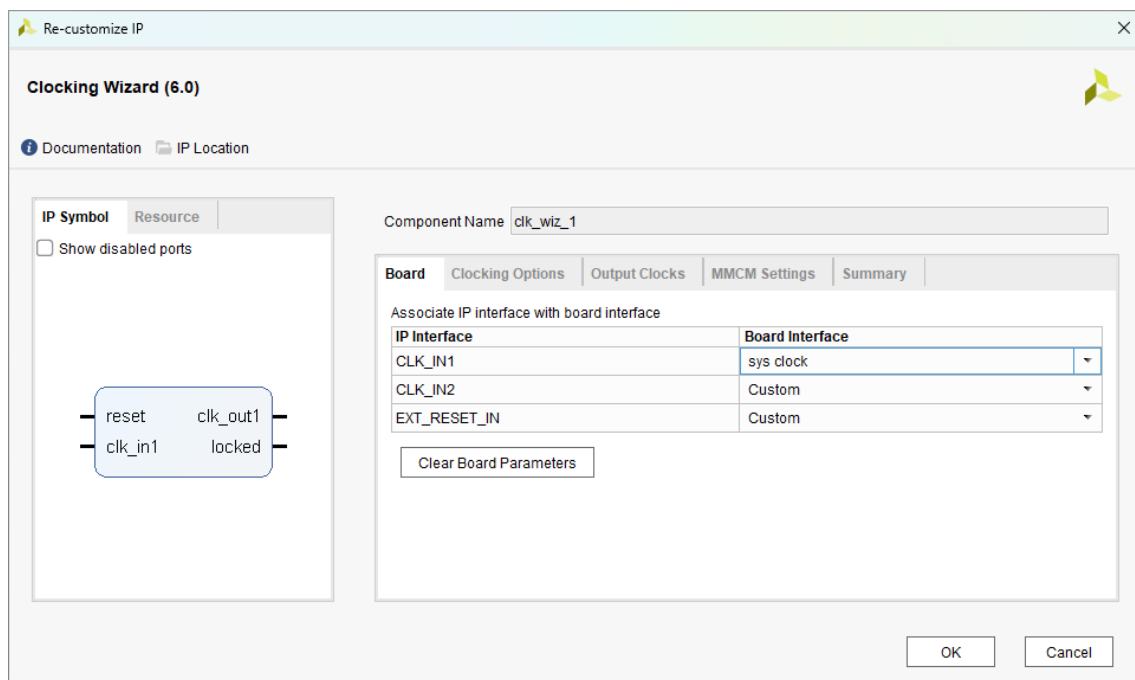 Re-customize IP
Clocking Wizard (6.0)
Documentation IP Location
IP Symbol Resource
Show disabled ports
reset clk_out1
clk_in1 locked
Component Name clk_wiz_1
Board Clocking Options Output Clocks MMCM Settings Summary
Associate IP interface with board interface
IP Interface Board Interface
CLK_IN1 sys clock
CLK_IN2 Custom
EXT_RESET_IN Custom
Clear Board Parameters
OK Cancel